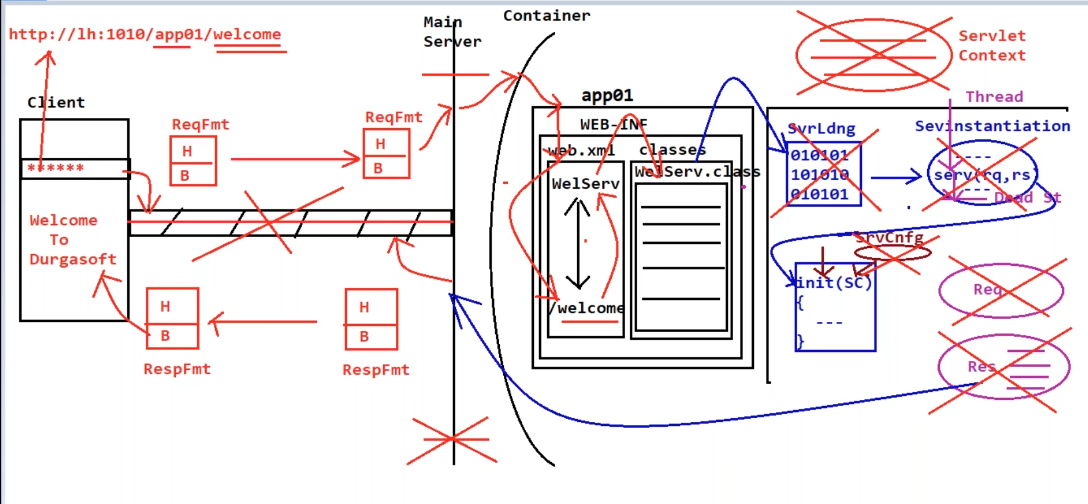 http://lh:1010/app01/welcome
Main
Server
Container
Servlet
Context
Client
ReqFmt
H
B
ReqFmt
H
B
******
Welcome
To
Durgasoft
H
B
RespFmt
H
B
RespFmt
app01
WEB-INF
web.xml
classes
WelServ
/welcome
WelServ.class
SvrLdng
010101
101010
010101
Thread
Sevinstantiation
----
serv(rq,rs)
----
Dead St
SrvCnfg
init(SC)
{
---
}
Req
Res